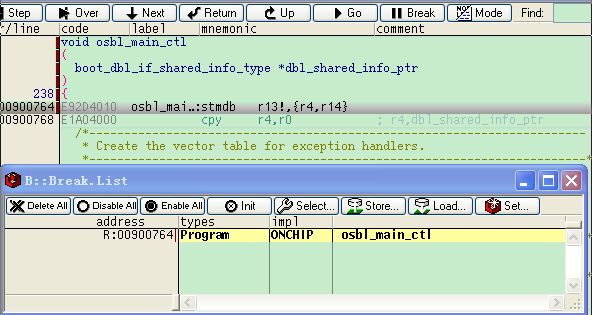 Step Over Next Return Up Go Break Mode Find:
/line code label mnemonic comment
void osbl_main_ctl
(
boot_dbl_if_shared_info_type *dbl_shared_info_ptr
)
238 {
00900764 E92D4010 osbl_mai..:stmdb r13!,{r4,r14}
00900768 E1A04000 cpy r4,r0 ; r4,dbl_shared_info_ptr
/*-----------------------------------------------------------------------
* Create the vector table for exception handlers.
*-----------------------------------------------------------------------*
B::Break.List
Delete All Disable All Enable All Init Select... Store... Load... Set...
address types impl
R:00900764 Program ONCHIP osbl_main_ctl